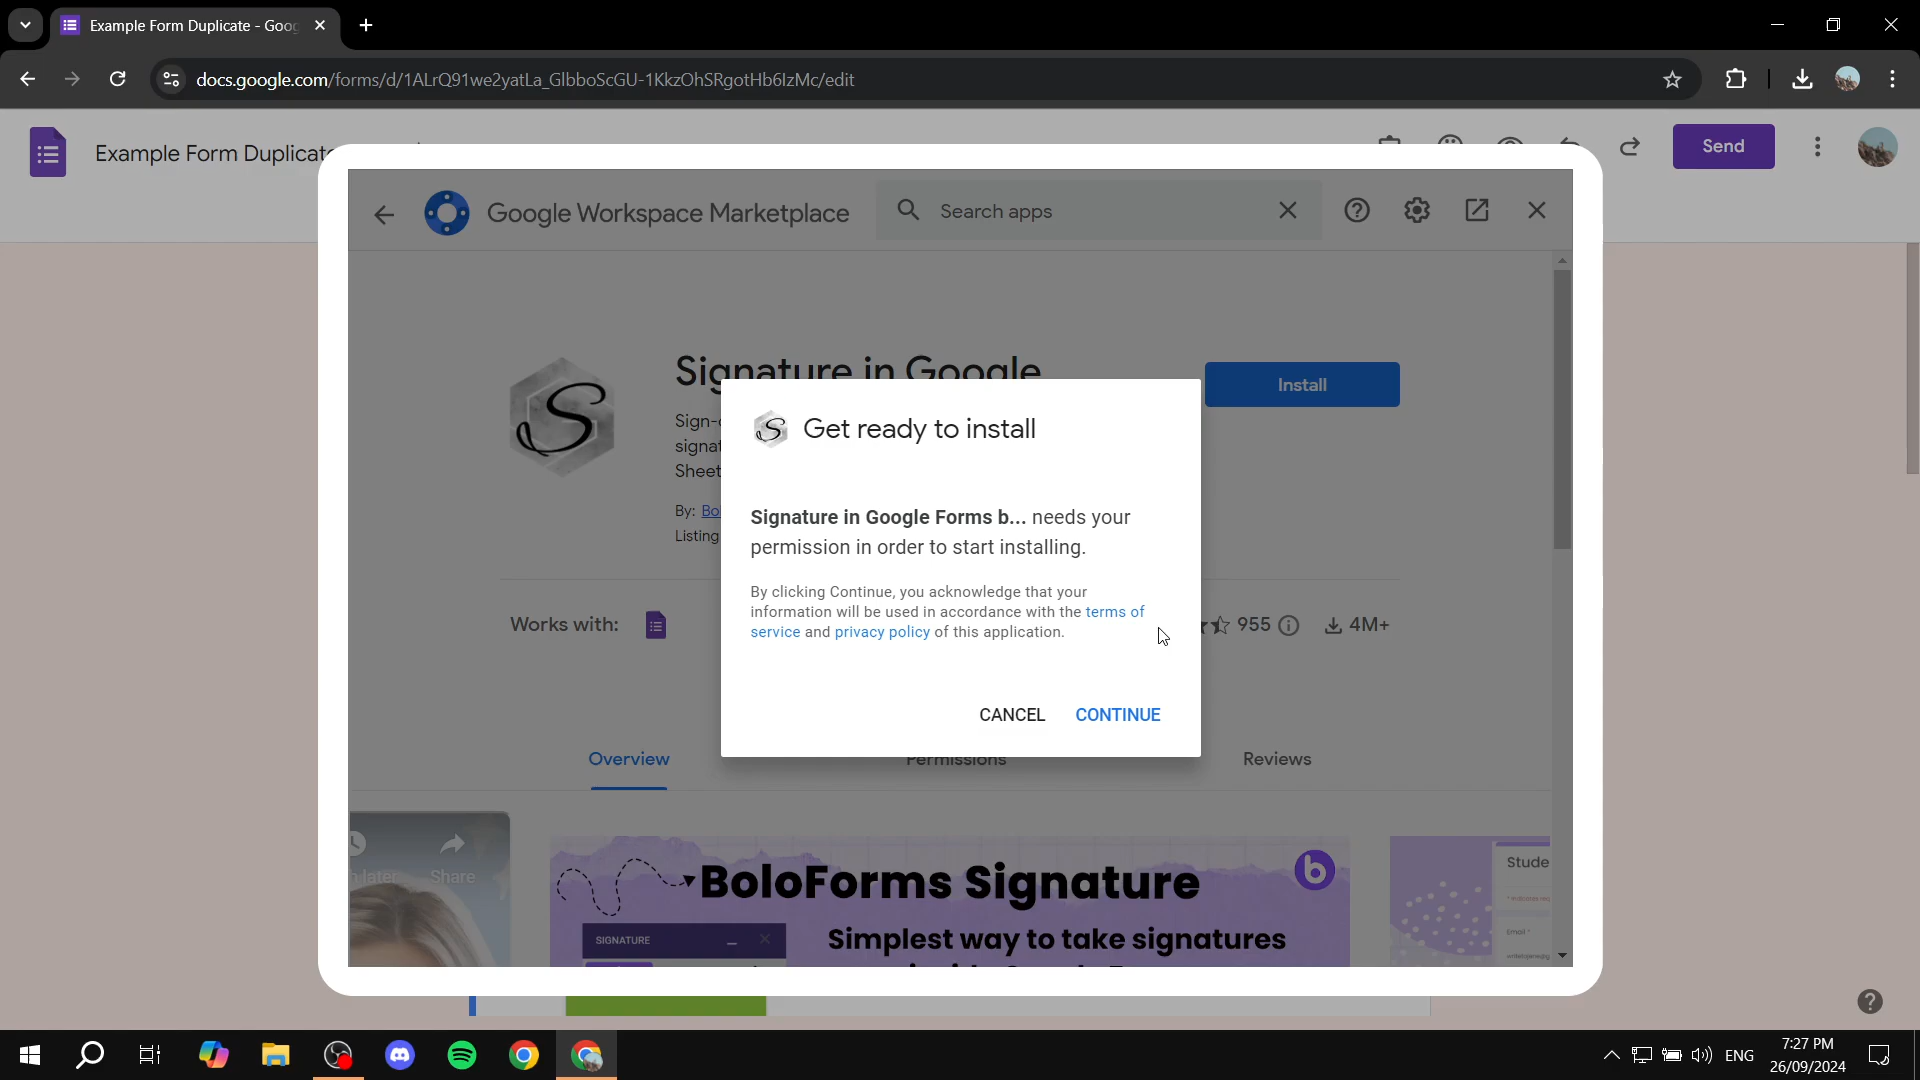 Example Form Duplicate - Goog
docs.google.com/forms/d/1ALrQ91we2yatLa_GlbboScGU-1KkzOhSRgotHb6IzMc/edit
Example Form Duplicate
Send
Google Workspace Marketplace
Search apps
Signature in Google
Install
Sign-
signat
Sheet
By: Bo
Listing
Get ready to install
Signature in Google Forms b... needs your
permission in order to start installing.
By clicking Continue, you acknowledge that your
information will be used in accordance with the terms of
service and privacy policy of this application.
CANCEL CONTINUE
Works with:
955
4M+
Overview
Permissions
Reviews
later
Share
BoloForms Signature
SIGNATURE
Simplest way to take signatures
Stude
Email *
ENG
7:27 PM
26/09/2024